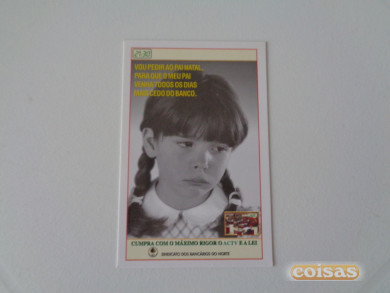 VOU PEDIR AO PAI NATAL,
PARA QUE O MEU PAI
VENHA TODOS OS DIAS
MAIS CEDO DO BANCO.
CUMPRA COM O MÁXIMO RIGOR O ACTV E A LEI
SINDICATO DOS BANCÁRIOS DO NORTE
coisas